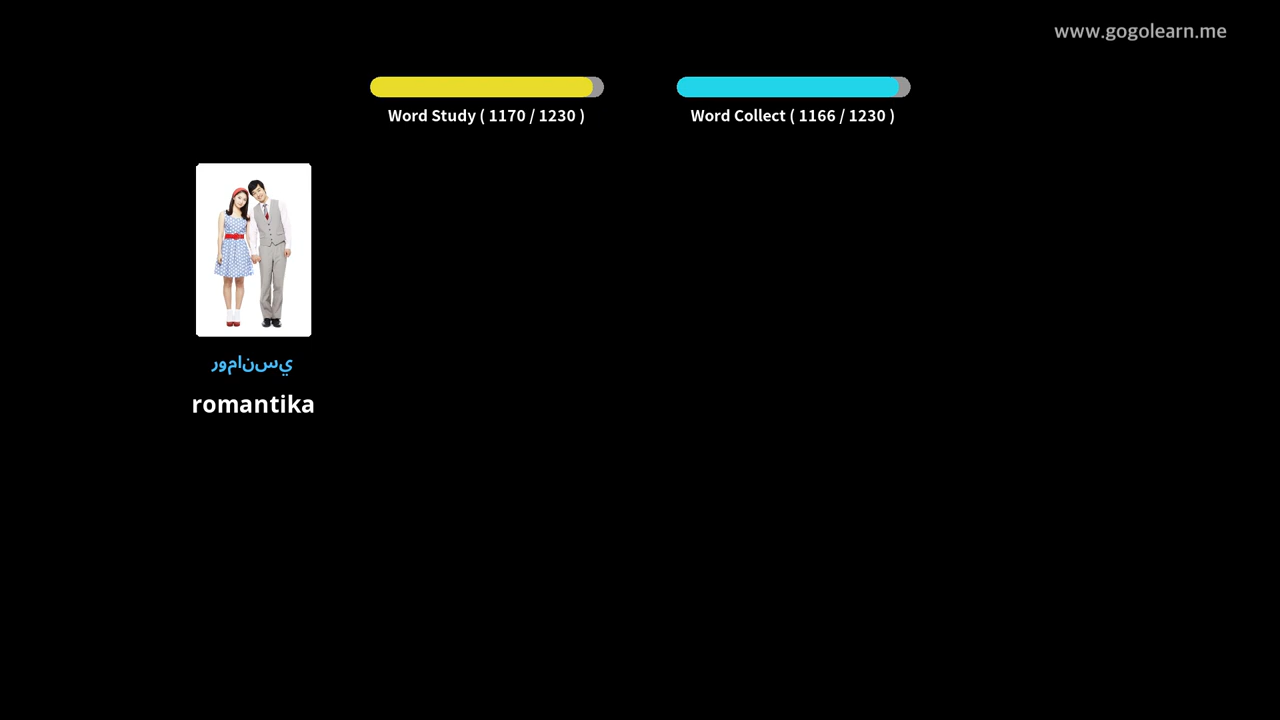 www.gogolearn.me
Word Study ( 1170 / 1230 )
Word Collect ( 1166 / 1230 )
رومانسي
romantika